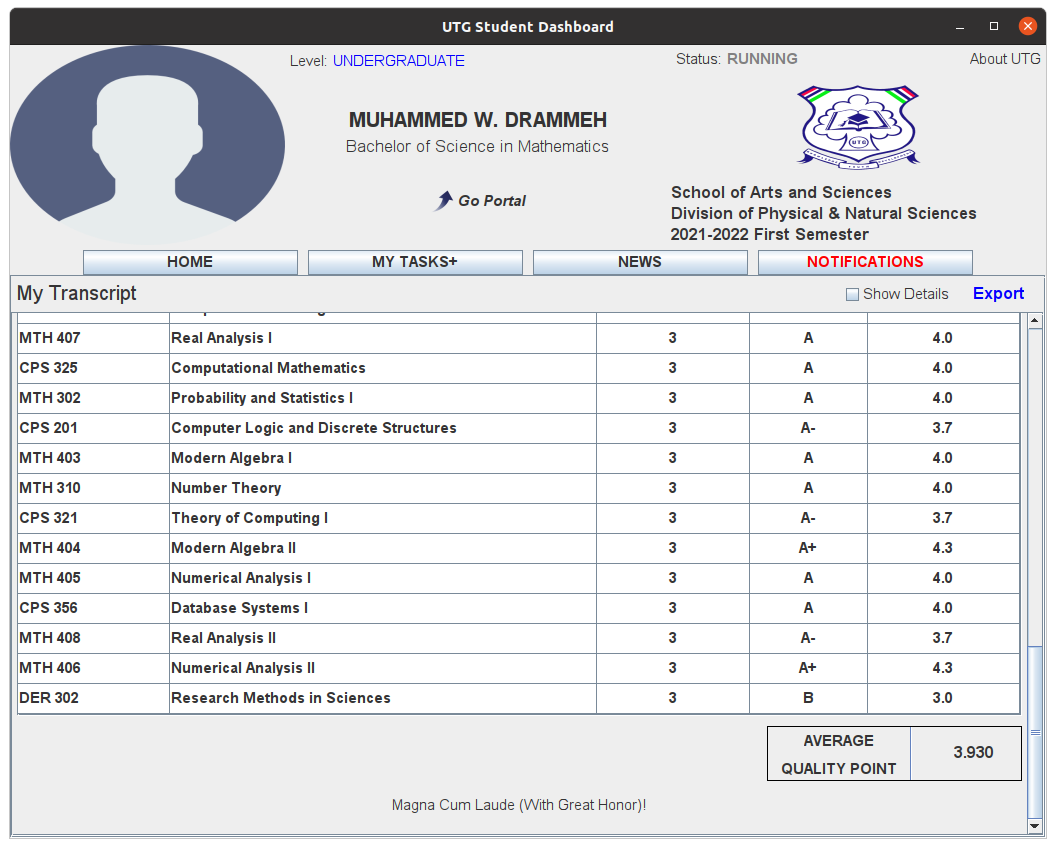 UTG Student Dashboard
Level: UNDERGRADUATE
Status: RUNNING
About UTG
MUHAMMED W. DRAMMEH
Bachelor of Science in Mathematics
Go Portal
UTG
School of Arts and Sciences
Division of Physical & Natural Sciences
2021-2022 First Semester
HOME MY TASKS+ NEWS NOTIFICATIONS
My Transcript
Show Details Export
MTH 407 Real Analysis I 3 A 4.0
CPS 325 Computational Mathematics 3 A 4.0
MTH 302 Probability and Statistics I 3 A 4.0
CPS 201 Computer Logic and Discrete Structures 3 A- 3.7
MTH 403 Modern Algebra I 3 A 4.0
MTH 310 Number Theory 3 A 4.0
CPS 321 Theory of Computing I 3 A- 3.7
MTH 404 Modern Algebra II 3 A+ 4.3
MTH 405 Numerical Analysis I 3 A 4.0
CPS 356 Database Systems I 3 A 4.0
MTH 408 Real Analysis II 3 A- 3.7
MTH 406 Numerical Analysis II 3 A+ 4.3
DER 302 Research Methods in Sciences 3 B 3.0
AVERAGE
QUALITY POINT
3.930
Magna Cum Laude (With Great Honor)!